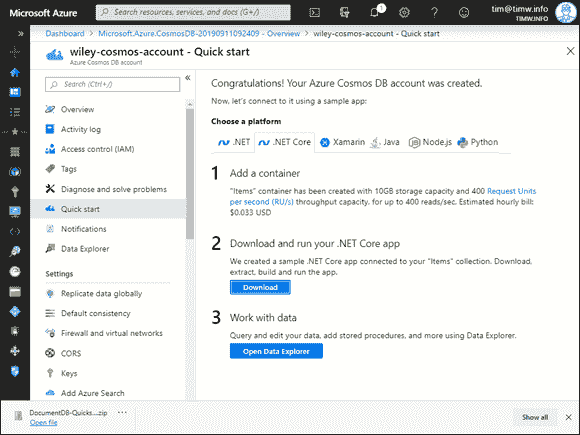 Microsoft Azure
Search resources, services, and docs (G+/)
1
tim@timw.info
TIMW.INFO
Dashboard > Microsoft.Azure.CosmosDB-20190911092409 - Overview > wiley-cosmos-account - Quick start
wiley-cosmos-account - Quick start
Azure Cosmos DB account
Search (Ctrl+/)
Overview
Activity log
Access control (IAM)
Tags
Diagnose and solve problems
Quick start
Notifications
Data Explorer
Settings
Replicate data globally
Default consistency
Firewall and virtual networks
CORS
Keys
Add Azure Search
Congratulations! Your Azure Cosmos DB account was created.
Now, let's connect to it using a sample app:
Choose a platform
.NET .NET Core Xamarin Java Node.js Python
1 Add a container
"Items" container has been created with 10GB storage capacity and 400 Request Units
per second (RU/s) throughput capacity, for up to 400 reads/sec. Estimated hourly bill:
$0.033 USD
2 Download and run your .NET Core app
We created a sample .NET Core app connected to your "Items" collection. Download,
extract, build and run the app.
Download
3 Work with data
Query and edit your data, add stored procedures, and more using Data Explorer.
Open Data Explorer
DocumentDB-Quicks....zip
Open file
Show all